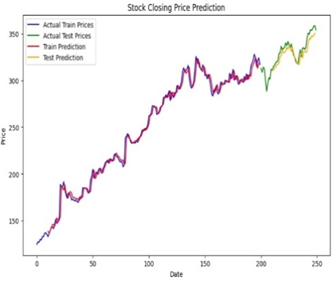 Stock Closing Price Prediction
Actual Train Prices
Actual Test Prices
Train Prediction
Test Prediction
350
300
250
200
150
Price
0 50 100 150 200 250
Date